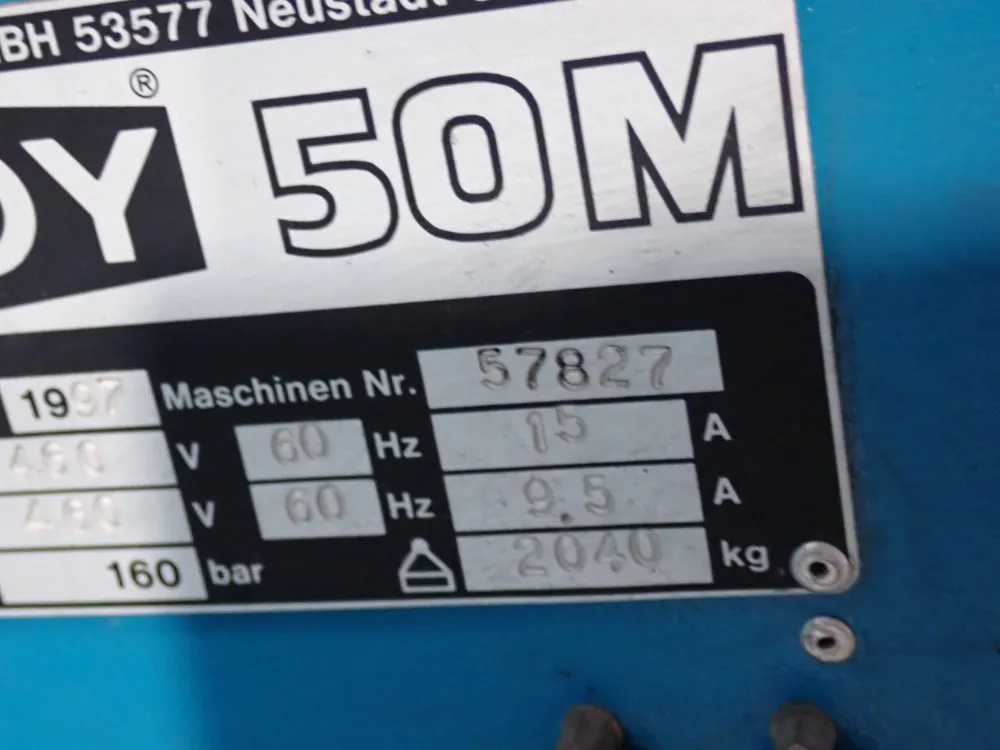 53577 Neustadt
®
DY 50M
1997 Maschinen Nr. 57827
460 V 60 Hz 15 A
460 V 60 Hz 9.5 A
160 bar 2040 kg